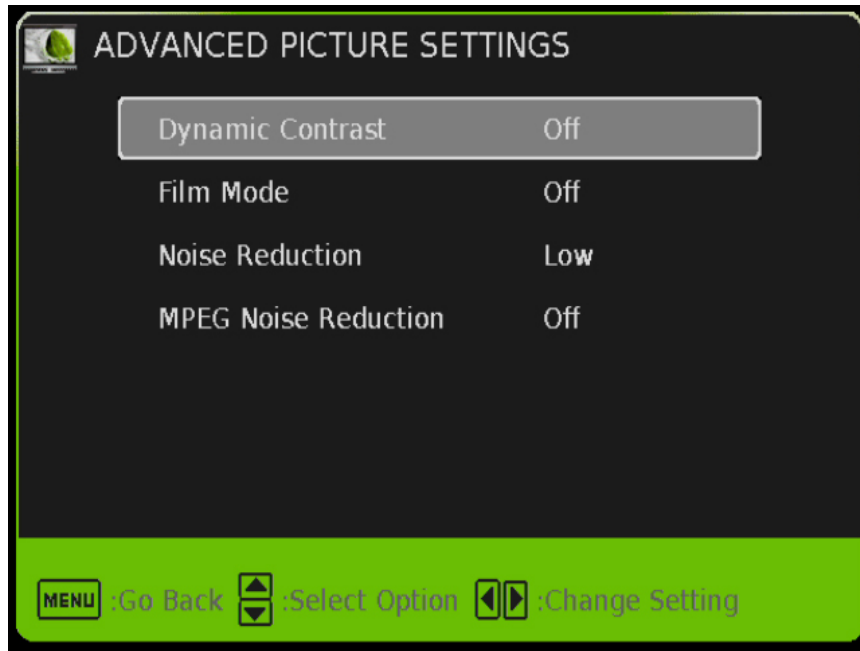 ADVANCED PICTURE SETTINGS
Dynamic Contrast Off
Film Mode Off
Noise Reduction Low
MPEG Noise Reduction Off
MENU :Go Back :Select Option :Change Setting